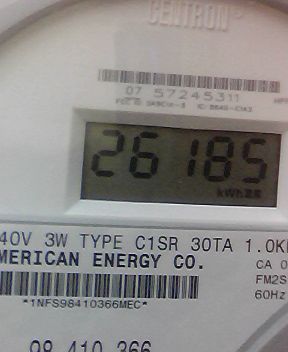 CENTRON®
07 57245311
26185
kWh
40V 3W TYPE C1SR 30TA 1.0K
MERICAN ENERGY CO.
CA 0
FM2S
60Hz
*1NFS98410366MEC*
98 410 366